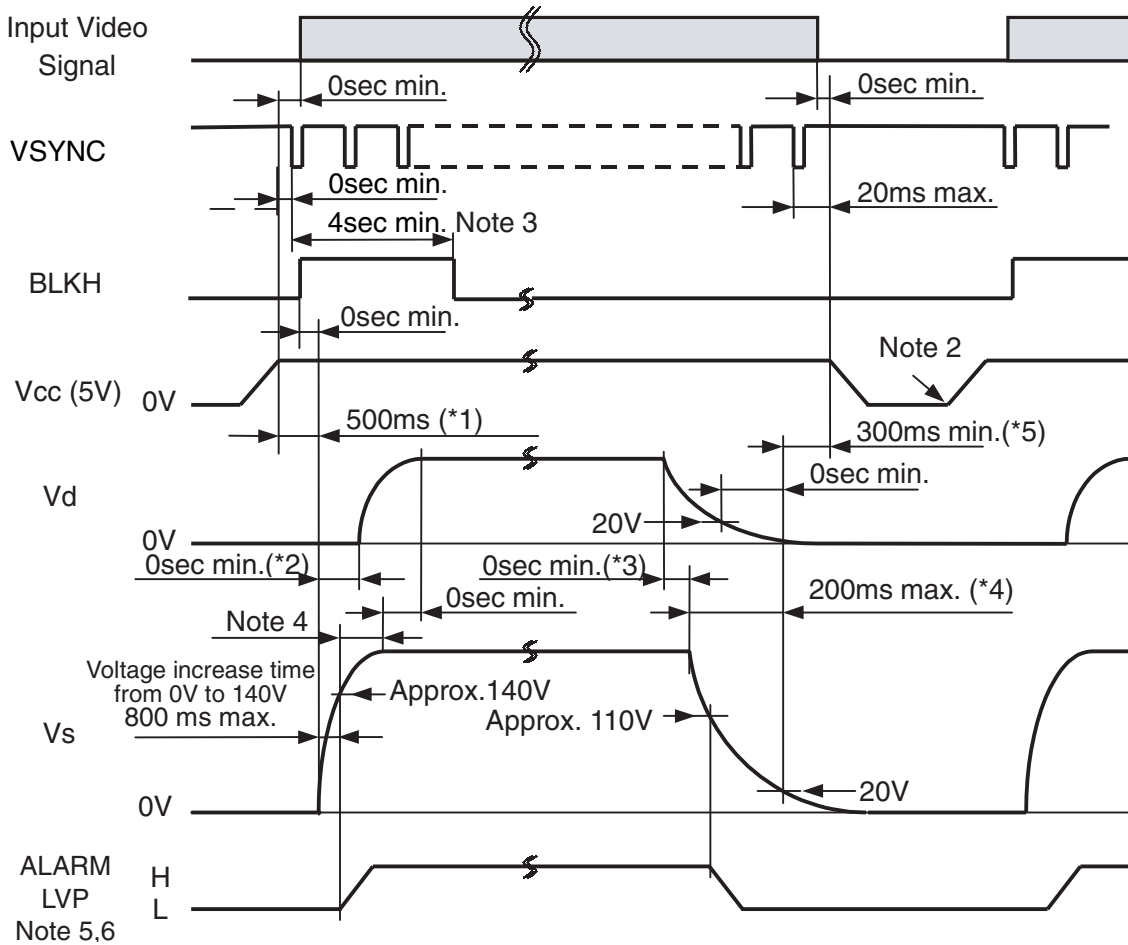 Input Video
Signal
0sec min.
0sec min.
VSYNC
0sec min.
20ms max.
4sec min. Note 3
BLKH
0sec min.
Note 2
Vcc (5V)
0V
500ms (*1)
300ms min.(*5)
0sec min.
Vd
20V
0V
0sec min.(*2)
0sec min.(*3)
0sec min.
200ms max. (*4)
Note 4
Voltage increase time
from 0V to 140V
800 ms max.
Approx.140V
Approx. 110V
Vs
20V
0V
ALARM
LVP
Note 5,6
H
L